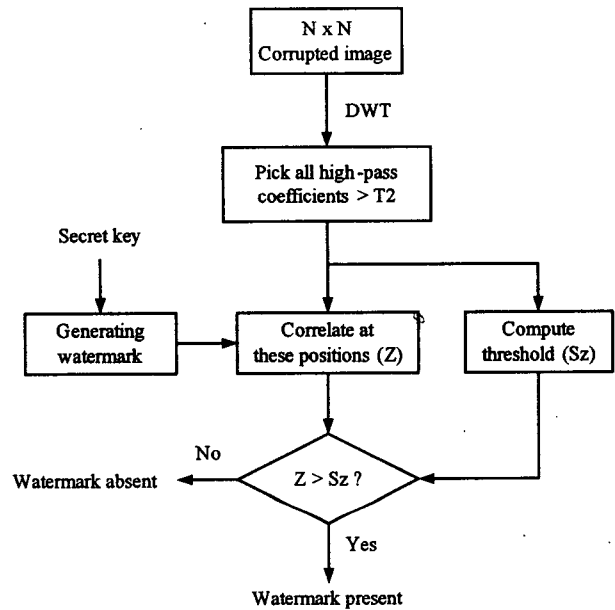 N x N
Corrupted image
DWT
Pick all high-pass
coefficients > T2
Secret key
Generating
watermark
Correlate at
these positions (Z)
Compute
threshold (Sz)
No
Watermark absent
Z > Sz ?
Yes
Watermark present